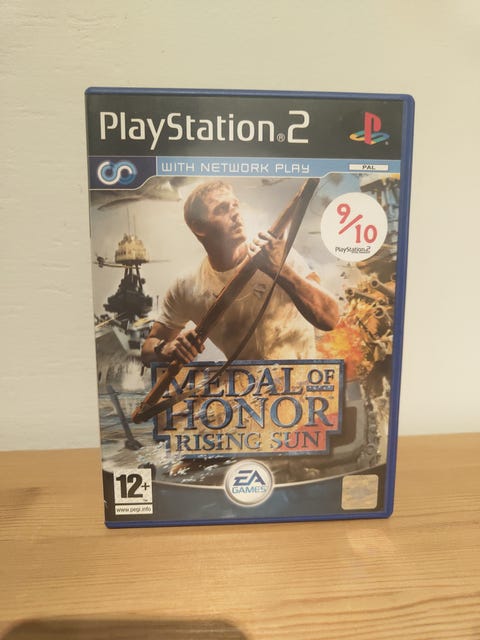 PlayStation®2
WITH NETWORK PLAY
PAL
9/10
PlayStation 2
MEDAL OF
HONOR
RISING SUN
12+
www.pegi.info
EA
GAMES